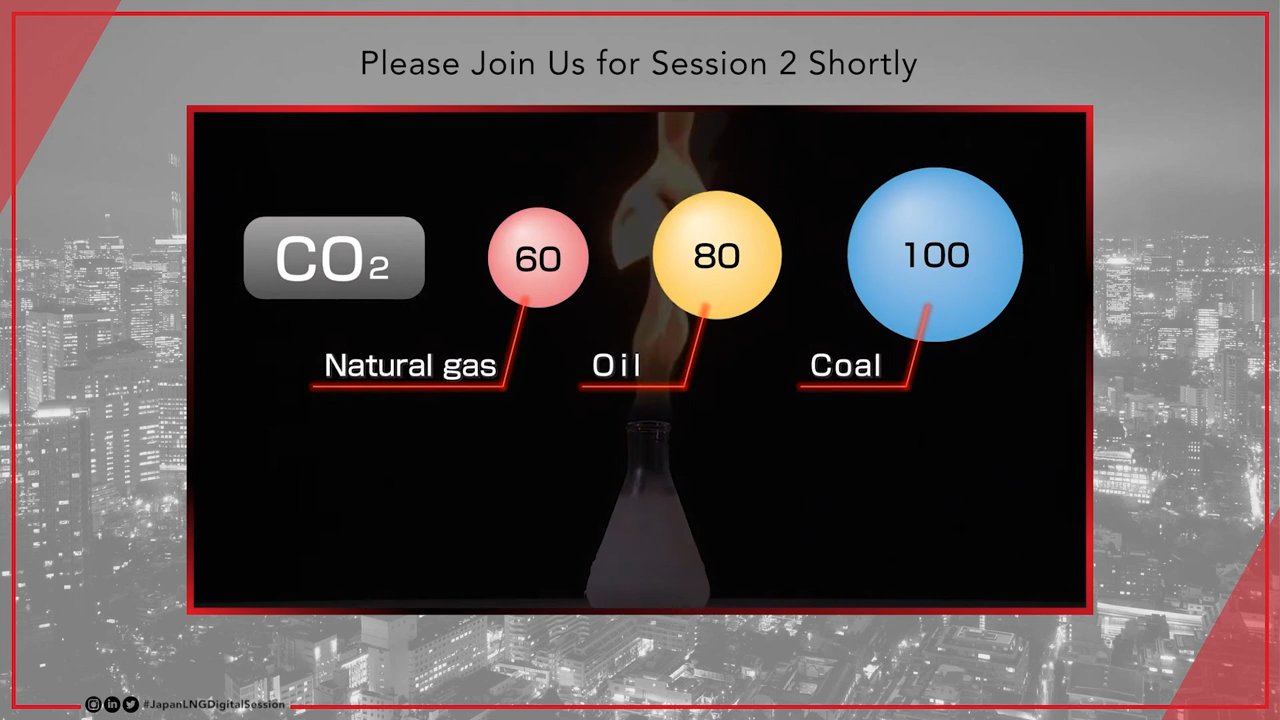 Please Join Us for Session 2 Shortly
CO2 60 80 100
Natural gas Oil Coal
#JapanLNGDigitalSession